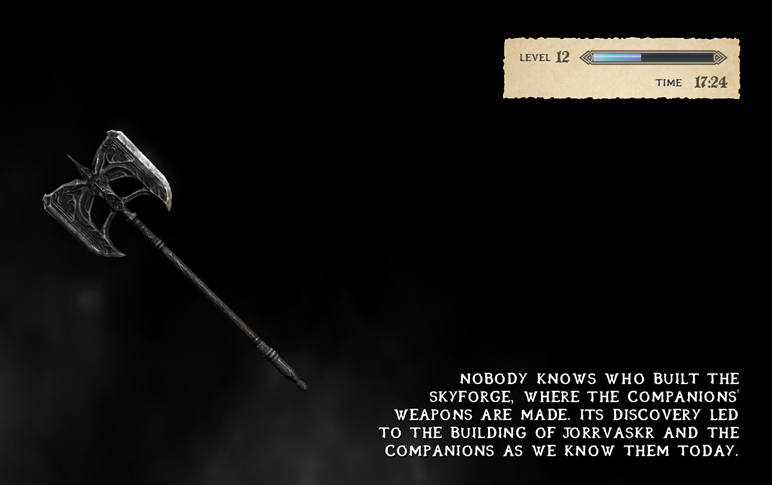 LEVEL 12
TIME 17:24
NOBODY KNOWS WHO BUILT THE
SKYFORGE, WHERE THE COMPANIONS'
WEAPONS ARE MADE. ITS DISCOVERY LED
TO THE BUILDING OF JORRVASKR AND THE
COMPANIONS AS WE KNOW THEM TODAY.